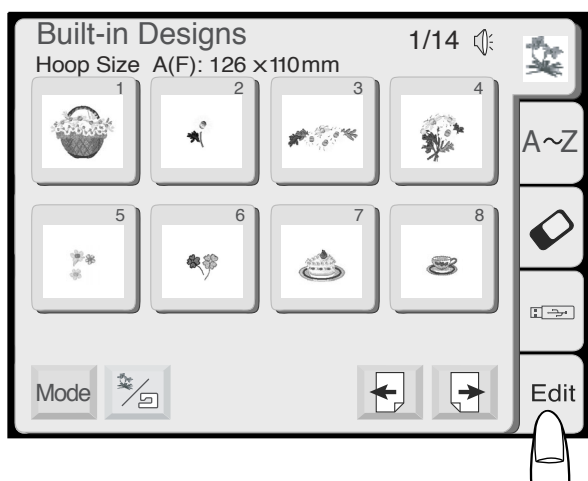 Built-in Designs 1/14
Hoop Size A(F): 126 ×110mm
1 2 3 4
A~Z
5 6 7 8
Mode
Edit